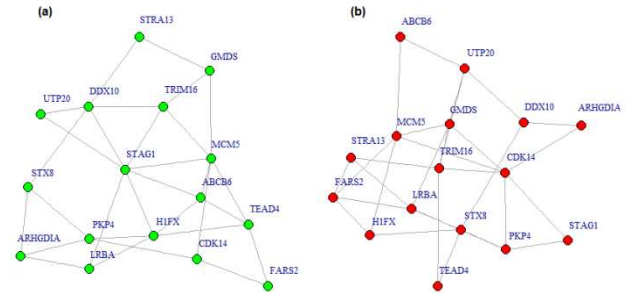 (a)
STRA13
GMDS
UTP20
DDX10
TRIM16
STAG1
MCM5
STX8
ABCB6
TEAD4
PKP4
H1FX
ARHGDIA
LRBA
CDK14
FARS2
(b)
ABCB6
UTP20
GMDS
DDX10
ARHGDIA
MCM5
STRA13
TRIM16
CDK14
FARS2
LRBA
H1FX
STX8
STAG1
PKP4
TEAD4